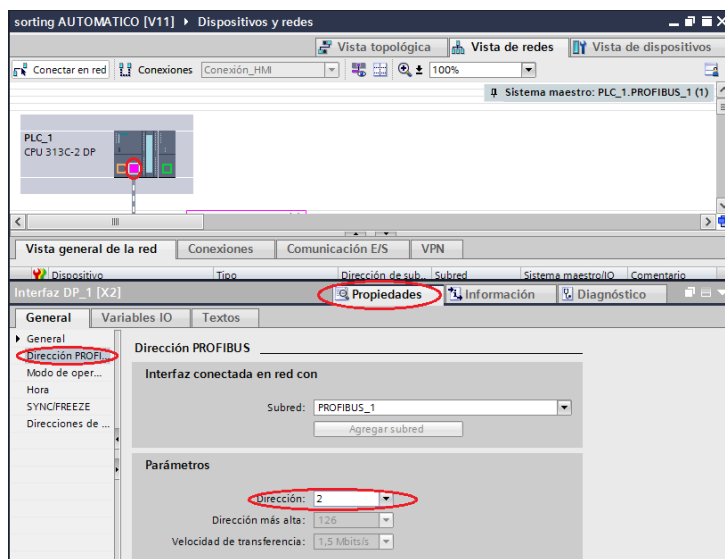 sorting AUTOMATICO [V11] ▸ Dispositivos y redes
Vista topológica Vista de redes Vista de dispositivos
Conectar en red Conexiones Conexión_HMI 100%
Sistema maestro: PLC_1.PROFIBUS_1 (1)
PLC_1
CPU 313C-2 DP
Vista general de la red Conexiones Comunicación E/S VPN
Dispositivo Tipo Dirección de sub.. Subred Sistema maestro/IO Comentario
Interfaz DP_1 [X2] Propiedades Información Diagnóstico
General Variables IO Textos
General
Dirección PROFI... Dirección PROFIBUS
Modo de oper...
Interfaz conectada en red con
Hora
SYNC/FREEZE
Subred: PROFIBUS_1
Direcciones de ...
Agregar subred
Parámetros
Dirección: 2
Dirección más alta: 126
Velocidad de transferencia: 1,5 Mbits/s